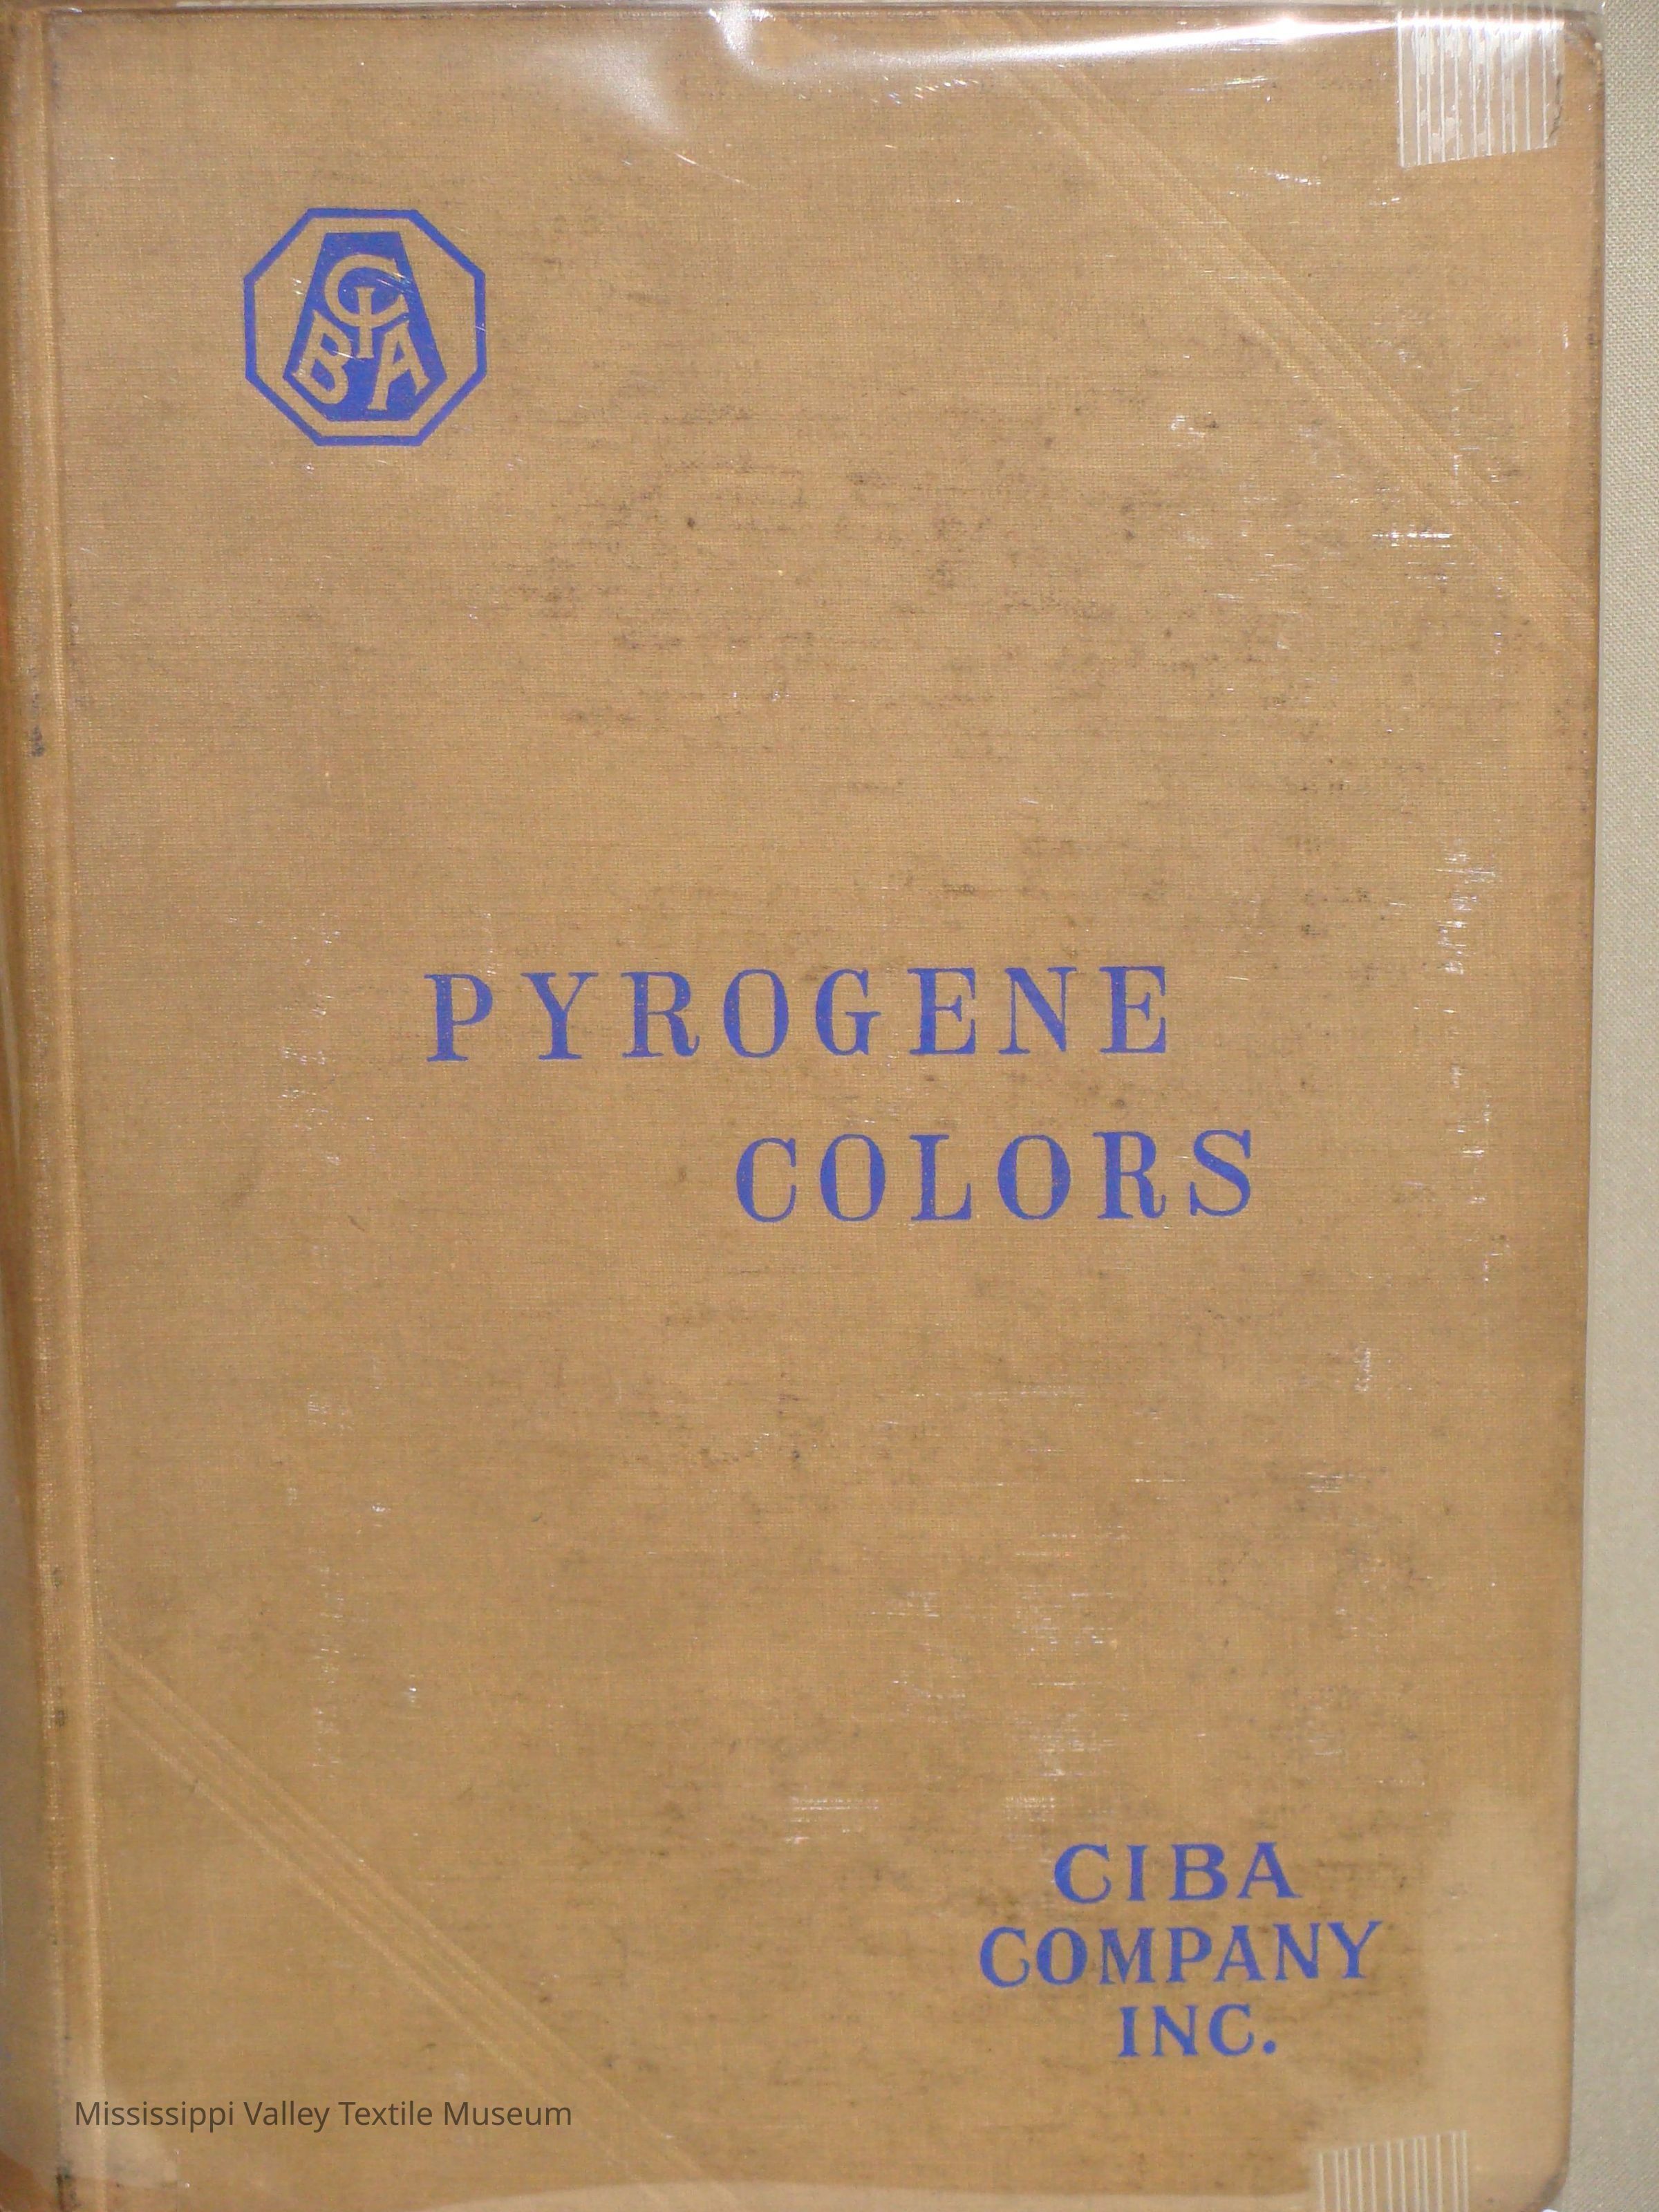 CIBA
PYROGENE
COLORS
CIBA
COMPANY
INC.
Mississippi Valley Textile Museum